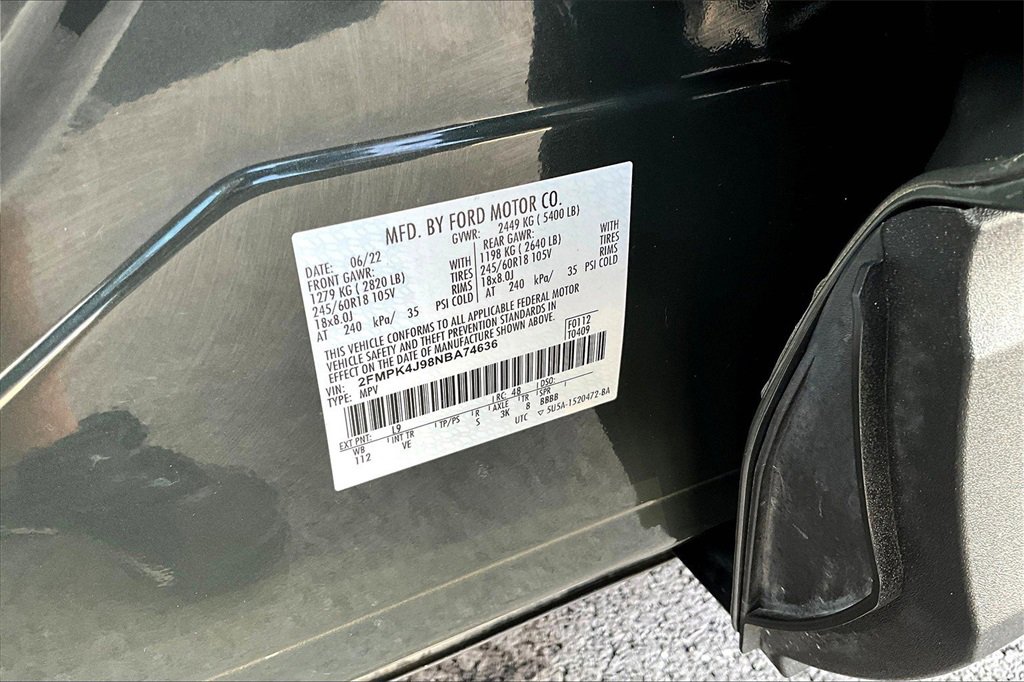 MFD. BY FORD MOTOR CO.
DATE: 06/22 GVWR: 2449 KG ( 5400 LB)
FRONT GAWR: REAR GAWR:
1279 KG ( 2820 LB) WITH 1198 KG ( 2640 LB) WITH
245/60R18 105V TIRES 245/60R18 105V TIRES
18x8.0J RIMS 18x8.0J RIMS
AT 240 kPa/ 35 PSI COLD AT 240 kPa/ 35 PSI COLD
THIS VEHICLE CONFORMS TO ALL APPLICABLE FEDERAL MOTOR
VEHICLE SAFETY AND THEFT PREVENTION STANDARDS IN
EFFECT ON THE DATE OF MANUFACTURE SHOWN ABOVE.
F0112
T0409
VIN: 2FMPK4J98NBA74636
TYPE: MPV
EXT PNT: L9 RC: 48 DSO:
WB INT TR TP/PS R AXLE TR SPR
112 VE S 3K 8 BBBB
UTC 5U5A-1520472-BA